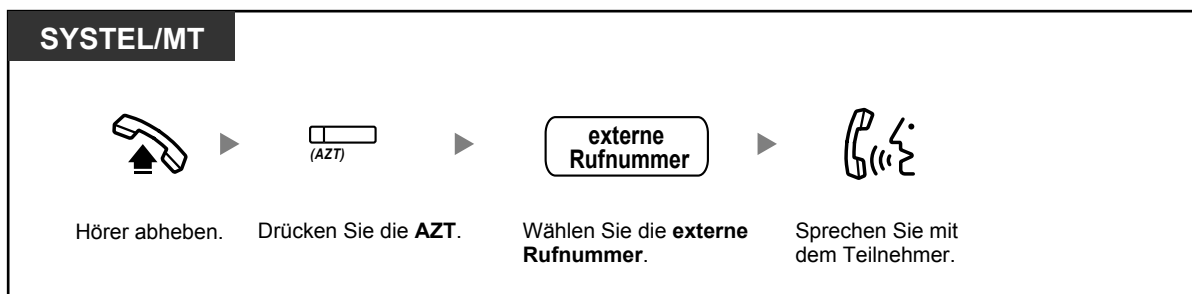 SYSTEL/MT
(AZT)
externe
Rufnummer
Hörer abheben.
Drücken Sie die AZT.
Wählen Sie die externe
Rufnummer.
Sprechen Sie mit
dem Teilnehmer.